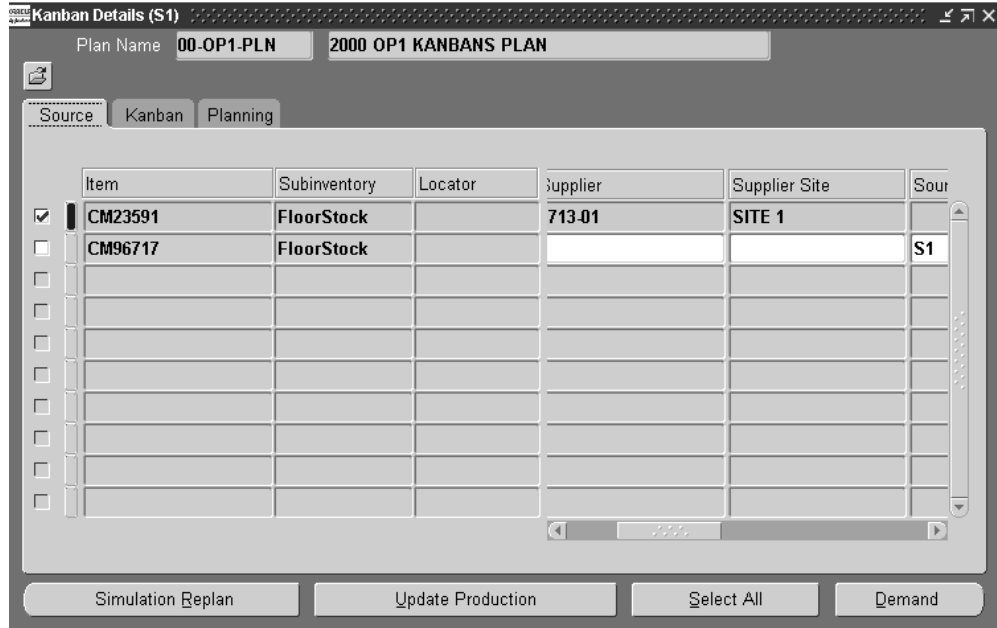 Kanban Details (S1)
Plan Name 00-OP1-PLN 2000 OP1 KANBANS PLAN
Source Kanban Planning
Item Subinventory Locator Supplier Supplier Site Sour
CM23591 FloorStock 713-01 SITE 1
CM96717 FloorStock S1
Simulation Replan Update Production Select All Demand